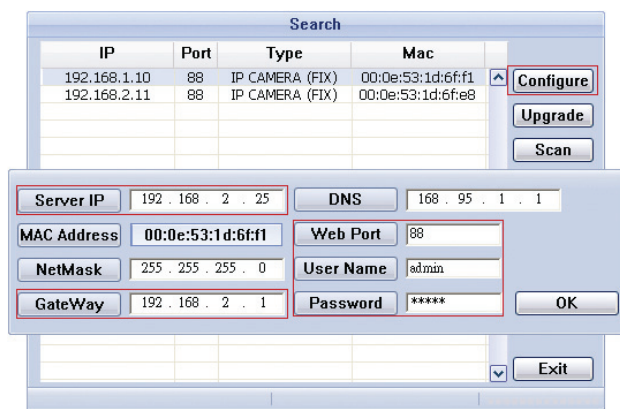 Search
IP Port Type Mac
192.168.1.10 88 IP CAMERA (FIX) 00:0e:53:1d:6f:f1 Configure
192.168.2.11 88 IP CAMERA (FIX) 00:0e:53:1d:6f:e8
Upgrade
Scan
Server IP 192 . 168 . 2 . 25 DNS 168 . 95 . 1 . 1
MAC Address 00:0e:53:1d:6f:f1 Web Port 88
NetMask 255 . 255 . 255 . 0 User Name admin
GateWay 192 . 168 . 2 . 1 Password ***** OK
Exit